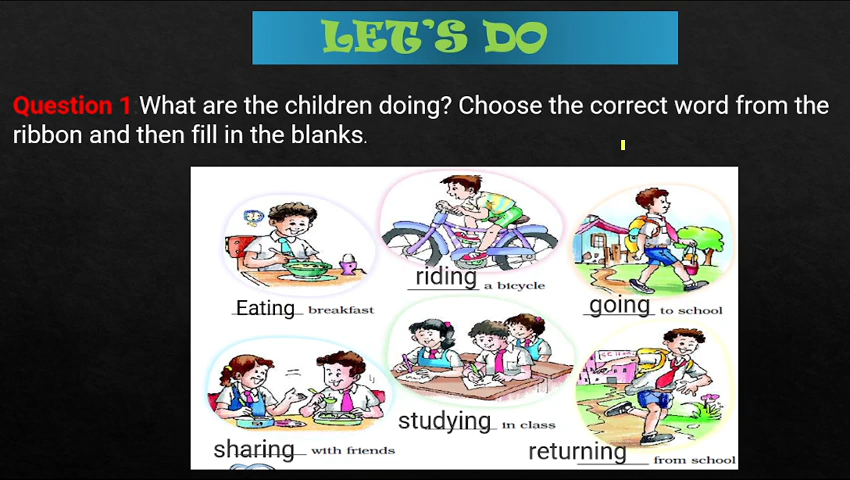 LET'S DO
Question 1 What are the children doing? Choose the correct word from the
ribbon and then fill in the blanks.
Eating breakfast
riding a bicycle
going to school
sharing with friends
studying in class
returning from school